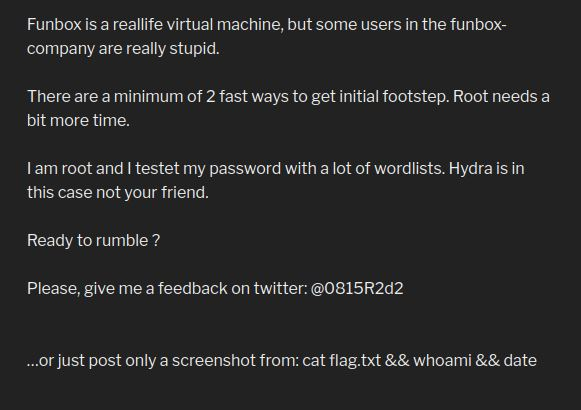 Funbox is a reallife virtual machine, but some users in the funbox-
company are really stupid.
There are a minimum of 2 fast ways to get initial footstep. Root needs a
bit more time.
I am root and I testet my password with a lot of wordlists. Hydra is in
this case not your friend.
Ready to rumble ?
Please, give me a feedback on twitter: @0815R2d2
…or just post only a screenshot from: cat flag.txt && whoami && date